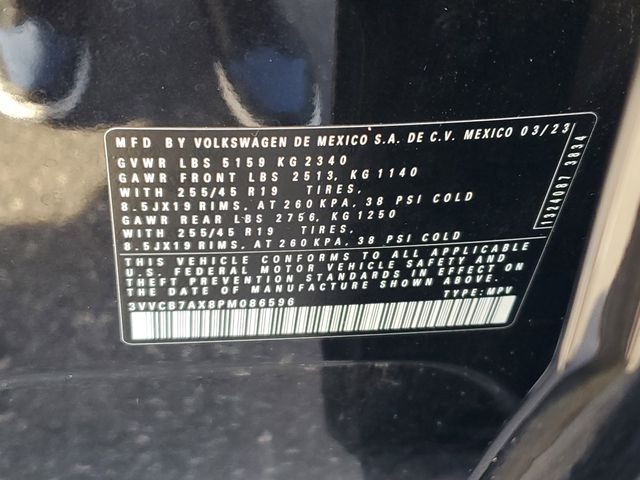 MFD BY VOLKSWAGEN DE MEXICO S.A. DE C.V. MEXICO 03/23
GVWR LBS 5159 KG 2340
GAWR FRONT LBS 2513, KG 1140
WITH 255/45 R19 TIRES,
8.5JX19 RIMS, AT 260 KPA, 38 PSI COLD
GAWR REAR LBS 2756, KG 1250
WITH 255/45 R19 TIRES,
8.5JX19 RIMS, AT 260 KPA, 38 PSI COLD
THIS VEHICLE CONFORMS TO ALL APPLICABLE
U.S. FEDERAL MOTOR VEHICLE SAFETY AND
THEFT PREVENTION STANDARDS IN EFFECT ON
THE DATE OF MANUFACTURE SHOWN ABOVE.
3VVCB7AX8PM086596 TYPE: MPV
1324M087 3834